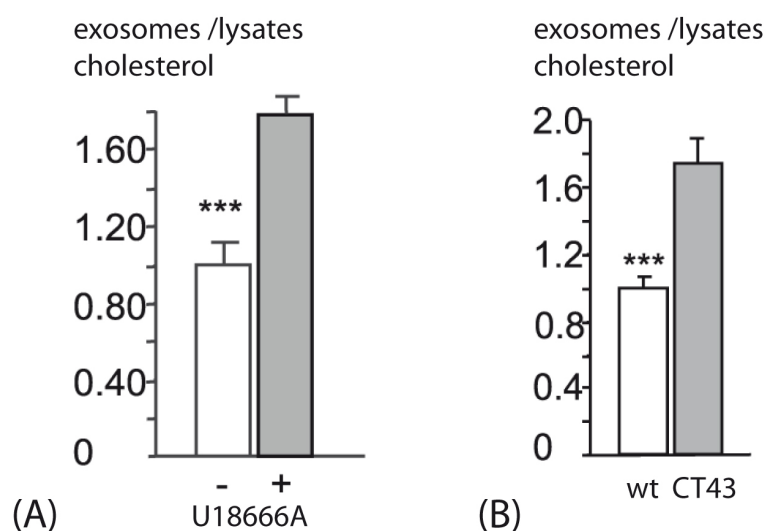 exosomes /lysates
cholesterol
1.60
1.20
0.80
0.40
0
***
- +
U18666A
(A)
exosomes /lysates
cholesterol
2.0
1.6
1.2
0.8
0.4
0
***
wt CT43
(B)